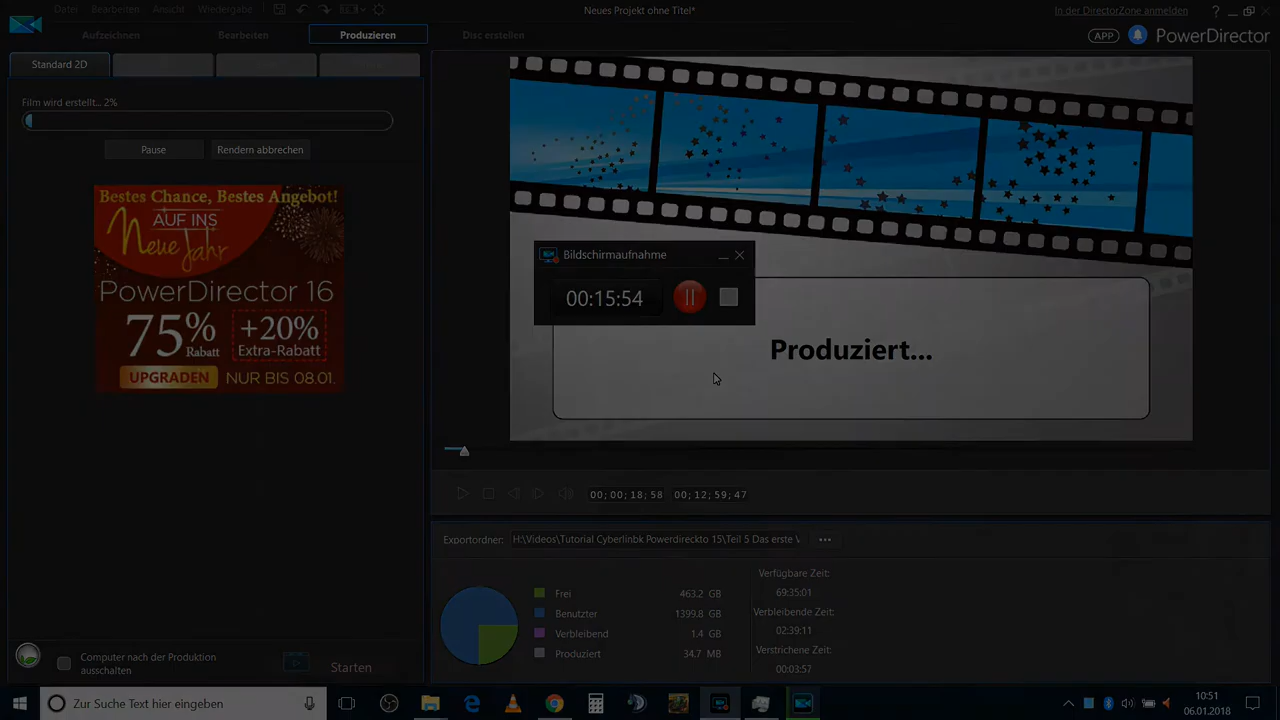 Datei Bearbeiten Ansicht Wiedergabe
Neues Projekt ohne Titel*
In der DirectorZone anmelden
?
Aufzeichnen
Bearbeiten
Produzieren
Disc erstellen
APP
PowerDirector
Standard 2D
Film wird erstellt... 2%
Pause
Rendern abbrechen
Bestes Chance, Bestes Angebot!
AUF INS
Neue Jahr
PowerDirector 16
75% Rabatt
+20%
Extra-Rabatt
UPGRADEN
NUR BIS 08.01.
Bildschirmaufnahme
00:15:54
Produziert...
00; 00; 18; 58 00; 12; 59; 47
Exportordner: H:\Videos\Tutorial Cyberlinbk Powerdireckto 15\Teil 5 Das erste \
Frei 463.2 GB
Benutzter 1399.8 GB
Verbleibend 1.4 GB
Produziert 34.7 MB
Verfügbare Zeit:
69:35:01
Verbleibende Zeit:
02:39:11
Verstrichene Zeit:
00:03:57
Computer nach der Produktion
ausschalten
Starten
Zur Suche Text hier eingeben
10:51
06.01.2018